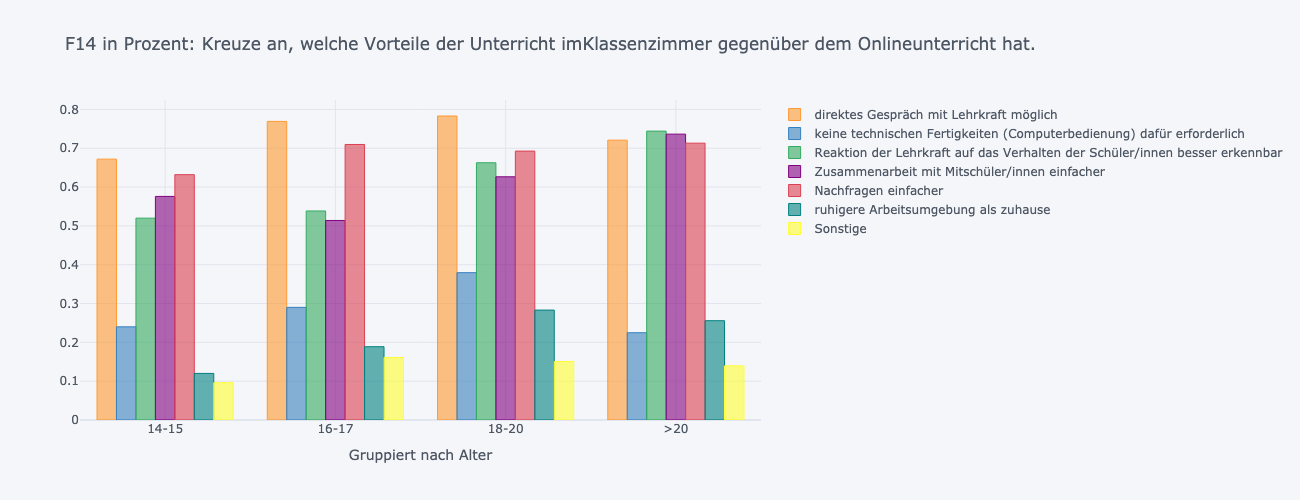 F14 in Prozent: Kreuze an, welche Vorteile der Unterricht imKlassenzimmer gegenüber dem Onlineunterricht hat.
direktes Gespräch mit Lehrkraft möglich
keine technischen Fertigkeiten (Computerbedienung) dafür erforderlich
Reaktion der Lehrkraft auf das Verhalten der Schüler/innen besser erkennbar
Zusammenarbeit mit Mitschüler/innen einfacher
Nachfragen einfacher
ruhigere Arbeitsumgebung als zuhause
Sonstige
0.8
0.7
0.6
0.5
0.4
0.3
0.2
0.1
0
14-15 16-17 18-20 >20
Gruppiert nach Alter